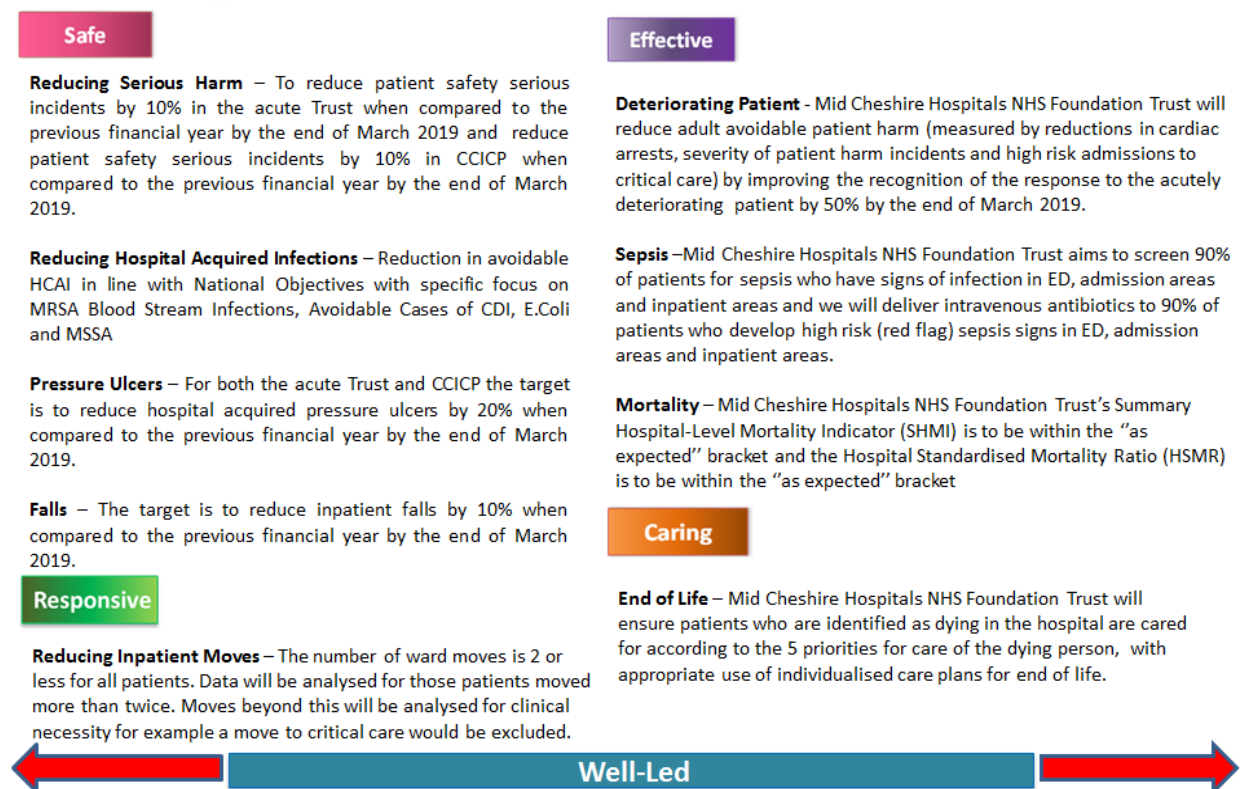 Safe
Reducing Serious Harm – To reduce patient safety serious
incidents by 10% in the acute Trust when compared to the
previous financial year by the end of March 2019 and reduce
patient safety serious incidents by 10% in CCICP when
compared to the previous financial year by the end of March
2019.
Reducing Hospital Acquired Infections – Reduction in avoidable
HCAI in line with National Objectives with specific focus on
MRSA Blood Stream Infections, Avoidable Cases of CDI, E.Coli
and MSSA
Pressure Ulcers – For both the acute Trust and CCICP the target
is to reduce hospital acquired pressure ulcers by 20% when
compared to the previous financial year by the end of March
2019.
Falls – The target is to reduce inpatient falls by 10% when
compared to the previous financial year by the end of March
2019.
Responsive
Reducing Inpatient Moves – The number of ward moves is 2 or
less for all patients. Data will be analysed for those patients moved
more than twice. Moves beyond this will be analysed for clinical
necessity for example a move to critical care would be excluded.
Effective
Deteriorating Patient - Mid Cheshire Hospitals NHS Foundation Trust will
reduce adult avoidable patient harm (measured by reductions in cardiac
arrests, severity of patient harm incidents and high risk admissions to
critical care) by improving the recognition of the response to the acutely
deteriorating patient by 50% by the end of March 2019.
Sepsis –Mid Cheshire Hospitals NHS Foundation Trust aims to screen 90%
of patients for sepsis who have signs of infection in ED, admission areas
and inpatient areas and we will deliver intravenous antibiotics to 90% of
patients who develop high risk (red flag) sepsis signs in ED, admission
areas and inpatient areas.
Mortality – Mid Cheshire Hospitals NHS Foundation Trust's Summary
Hospital-Level Mortality Indicator (SHMI) is to be within the ‘’as
expected’’ bracket and the Hospital Standardised Mortality Ratio (HSMR)
is to be within the ‘’as expected’’ bracket
Caring
End of Life – Mid Cheshire Hospitals NHS Foundation Trust will
ensure patients who are identified as dying in the hospital are cared
for according to the 5 priorities for care of the dying person, with
appropriate use of individualised care plans for end of life.
Well-Led